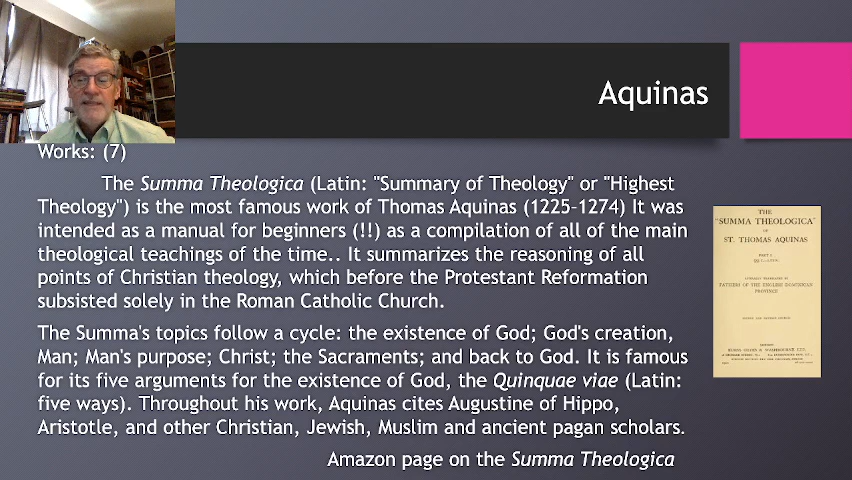 Aquinas
Works: (7)
The Summa Theologica (Latin: "Summary of Theology" or "Highest
Theology") is the most famous work of Thomas Aquinas (1225–1274) It was
intended as a manual for beginners (!!) as a compilation of all of the main
theological teachings of the time.. It summarizes the reasoning of all
points of Christian theology, which before the Protestant Reformation
subsisted solely in the Roman Catholic Church.
The Summa's topics follow a cycle: the existence of God; God's creation,
Man; Man's purpose; Christ; the Sacraments; and back to God. It is famous
for its five arguments for the existence of God, the Quinquae viae (Latin:
five ways). Throughout his work, Aquinas cites Augustine of Hippo,
Aristotle, and other Christian, Jewish, Muslim and ancient pagan scholars.
Amazon page on the Summa Theologica
THE
"SUMMA THEOLOGICA"
OF
ST. THOMAS AQUINAS
PART I.
FATHERS OF THE ENGLISH DOMINICAN
PROVINCE